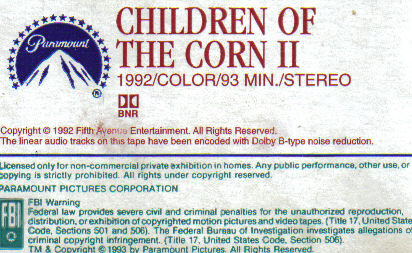 Paramount
CHILDREN OF
THE CORN II
1992/COLOR/93 MIN./STEREO
BNR
Copyright © 1992 Fifth Avenue Entertainment. All Rights Reserved.
The linear audio tracks on this tape have been encoded with Dolby B-type noise reduction.
Licensed only for non-commercial private exhibition in homes. Any public performance, other use, or
copying is strictly prohibited. All rights under copyright reserved.
PARAMOUNT PICTURES CORPORATION
FBI
FBI Warning
Federal law provides severe civil and criminal penalties for the unauthorized reproduction,
distribution, or exhibition of copyrighted motion pictures and video tapes. (Title 17, United State
Code, Sections 501 and 506). The Federal Bureau of Investigation investigates allegations of
criminal copyright infringement. (Title 17, United States Code, Section 506).
TM & Copyright © 1993 by Paramount Pictures. All Rights Reserved.